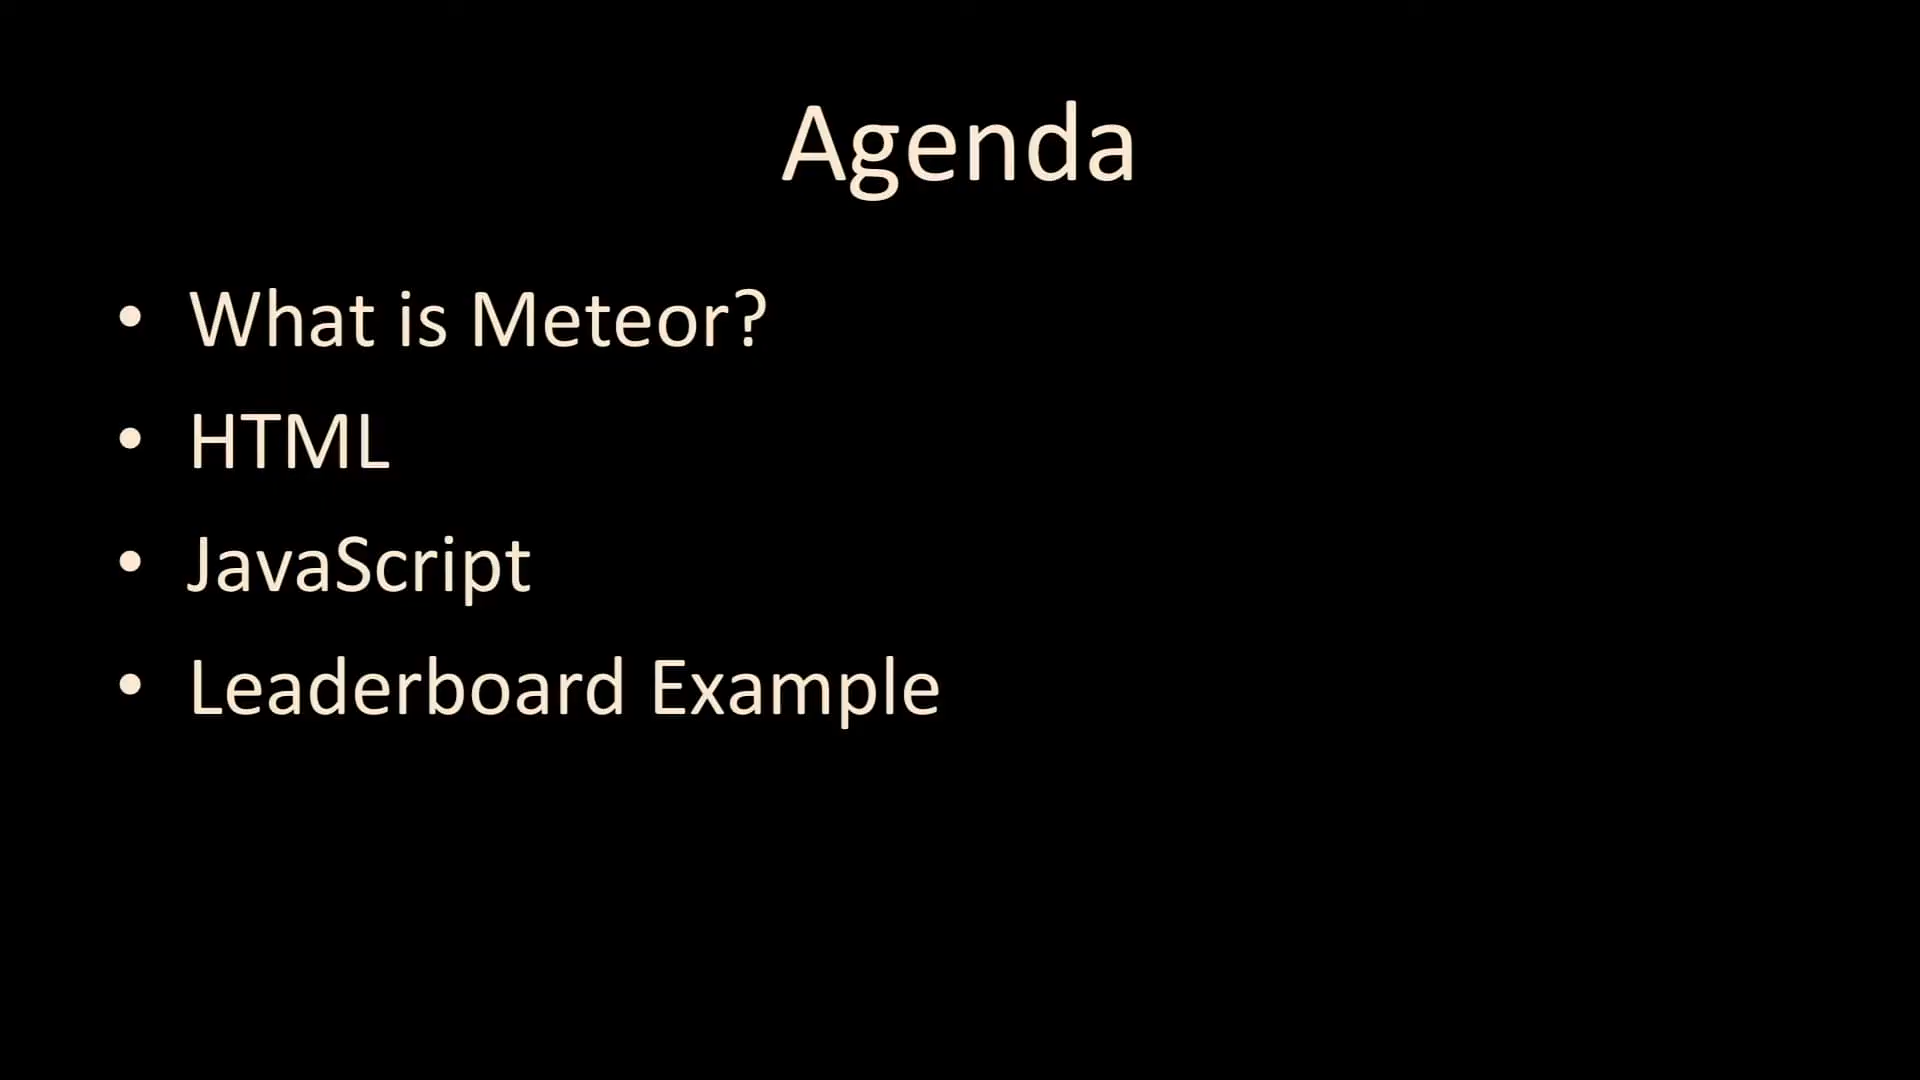 Agenda
• What is Meteor?
• HTML
• JavaScript
• Leaderboard Example